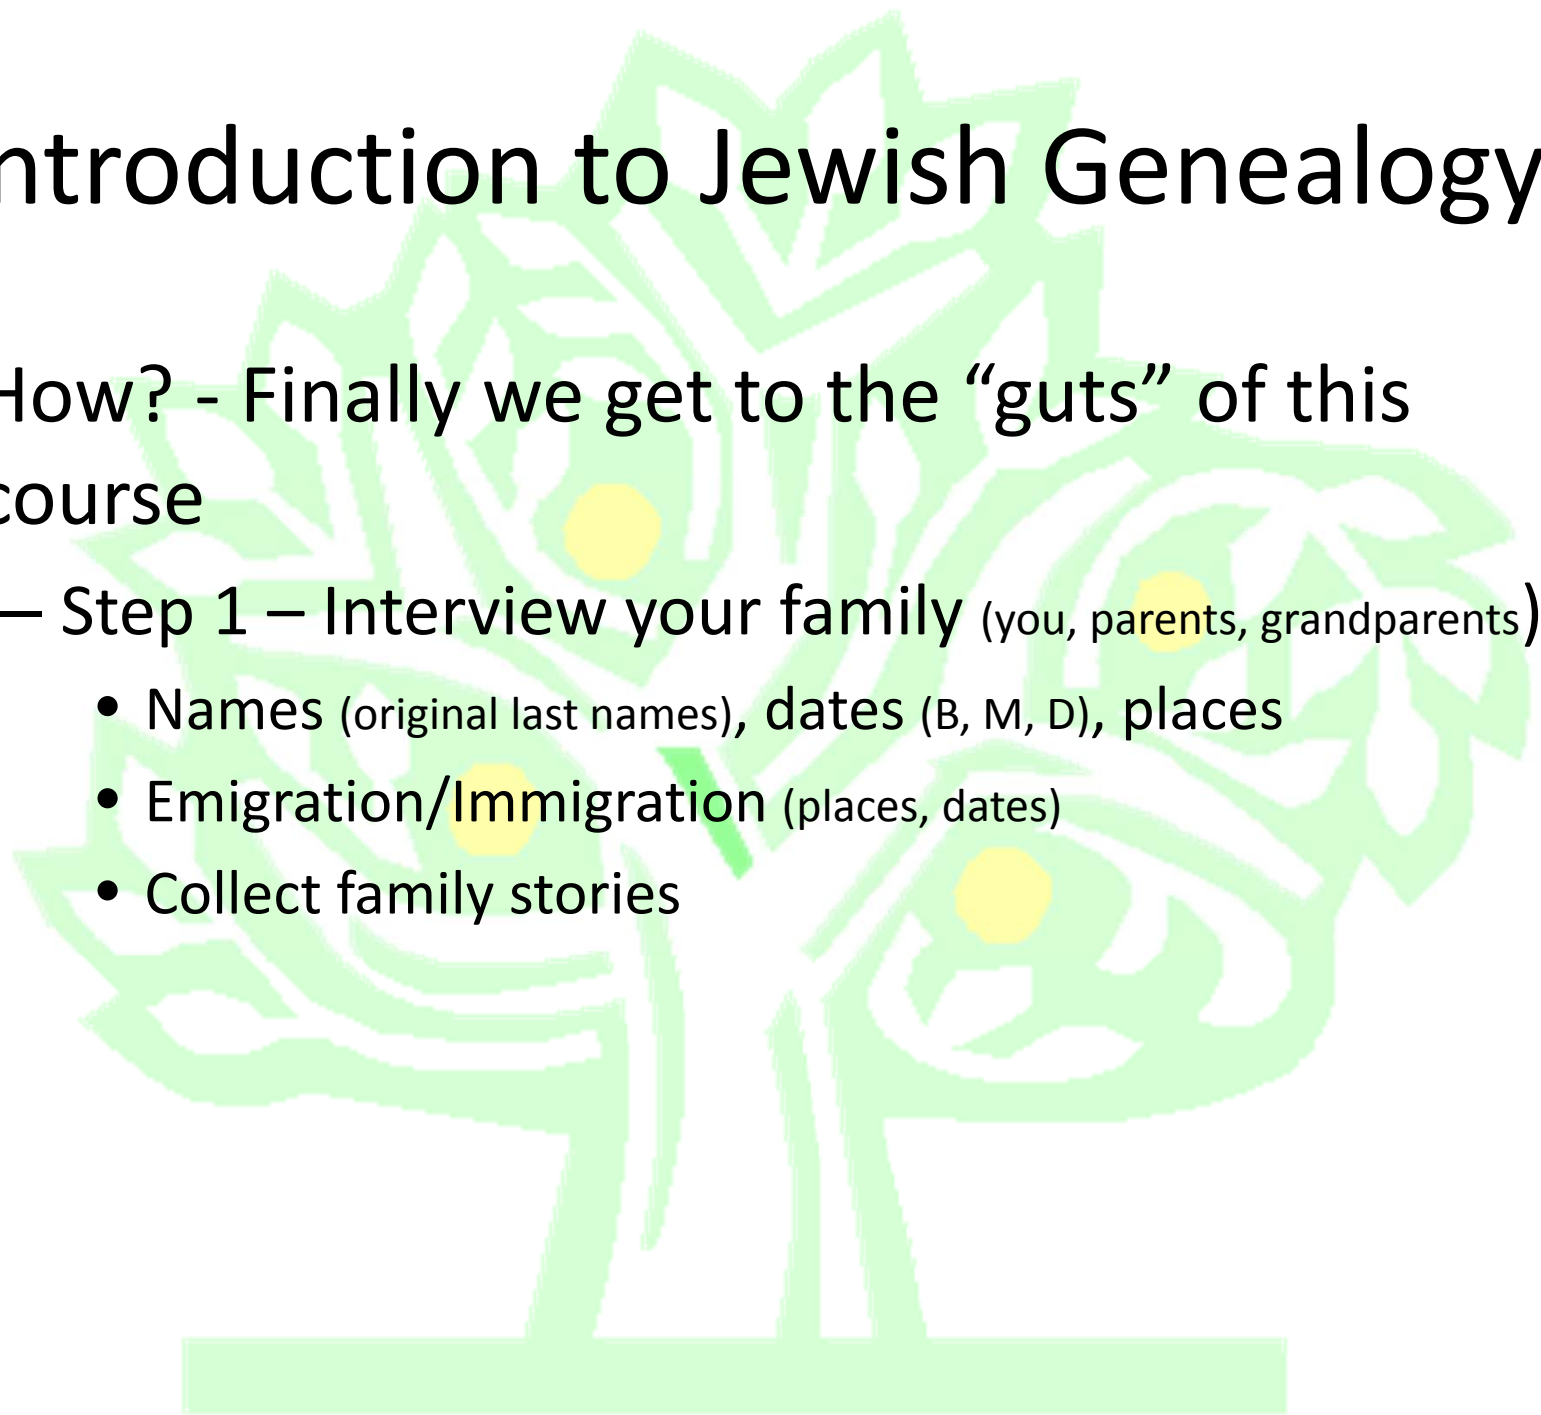 ntroduction to Jewish Genealogy
How? - Finally we get to the “guts” of this
course
– Step 1 – Interview your family (you, parents, grandparents)
• Names (original last names), dates (B, M, D), places
• Emigration/Immigration (places, dates)
• Collect family stories